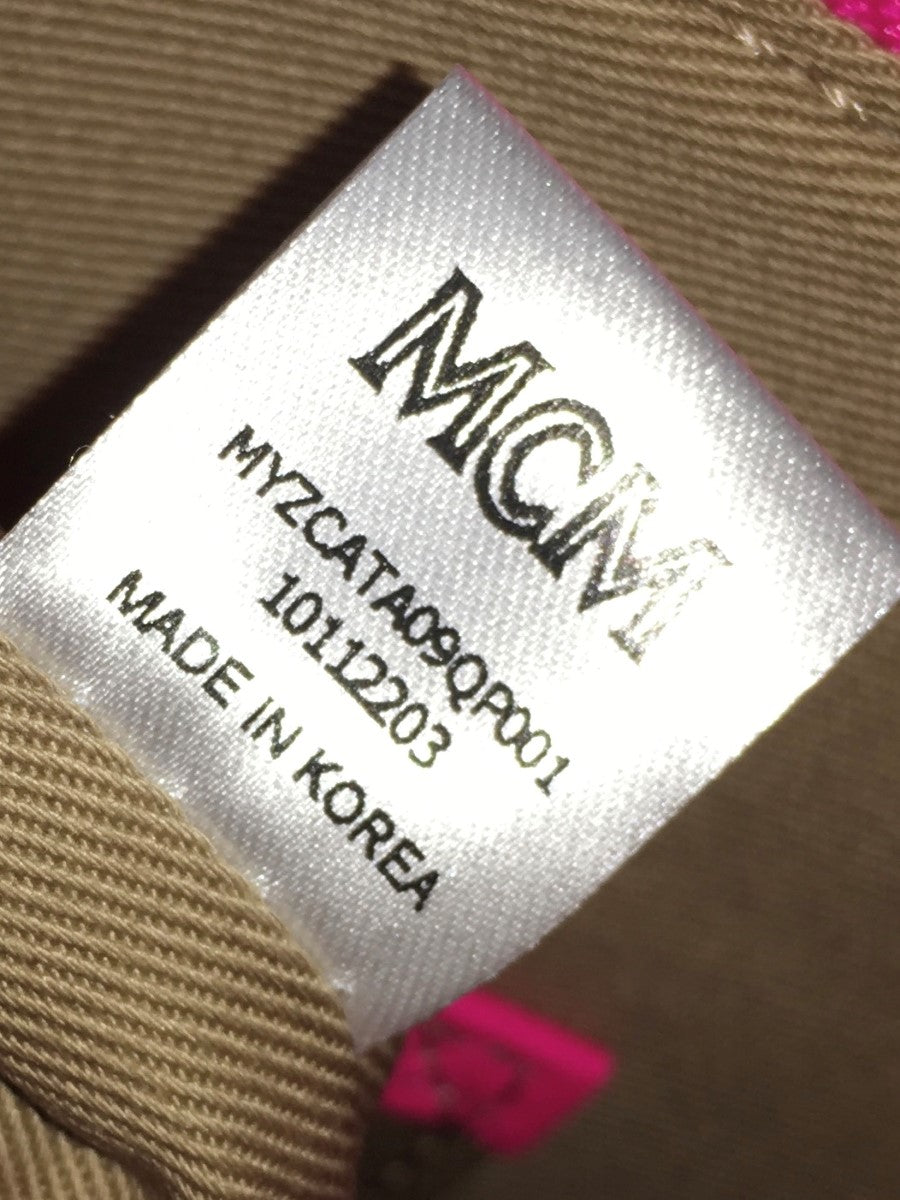 MCM
MYZCATA09QP001
10112203
MADE IN KOREA